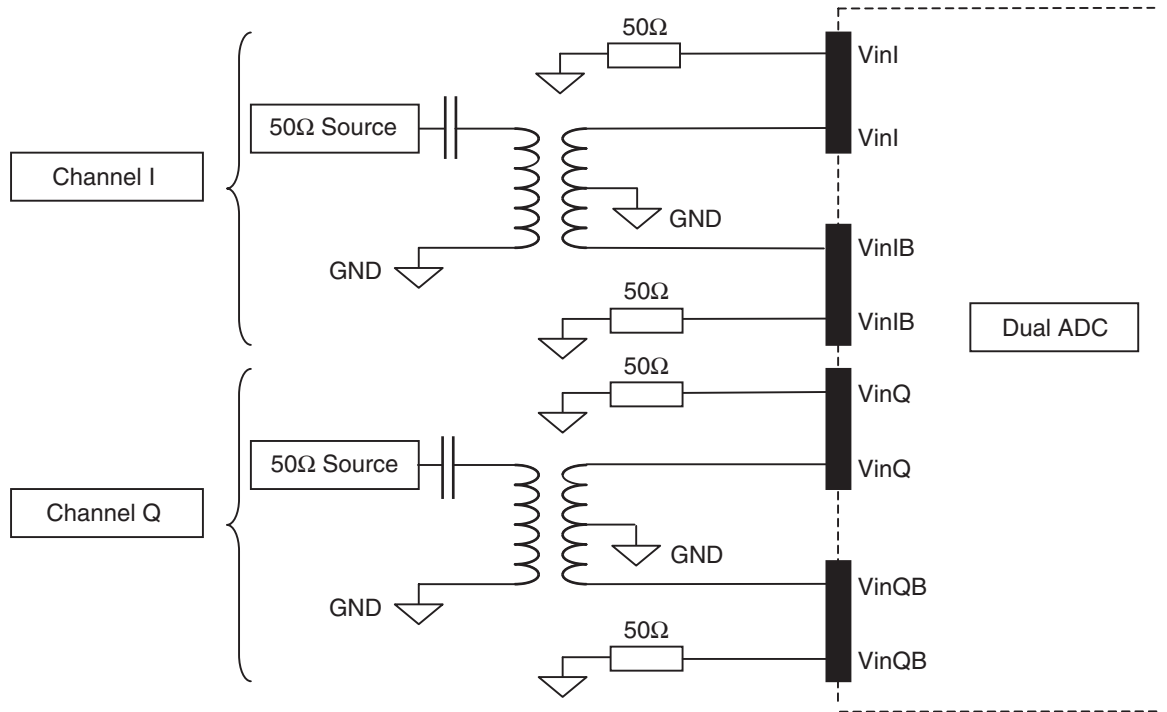 50Ω
VinI
50Ω Source
VinI
Channel I
GND
VinIB
GND
50Ω
VinIB
Dual ADC
50Ω
VinQ
50Ω Source
VinQ
Channel Q
GND
VinQB
GND
50Ω
VinQB